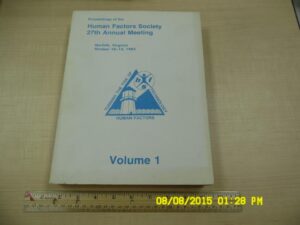 Proceedings of the
Human Factors Society
27th Annual Meeting
Norfolk, Virginia
October 10-14, 1983
HUMAN FACTORS
Volume 1
08/08/2015 01:28 PM